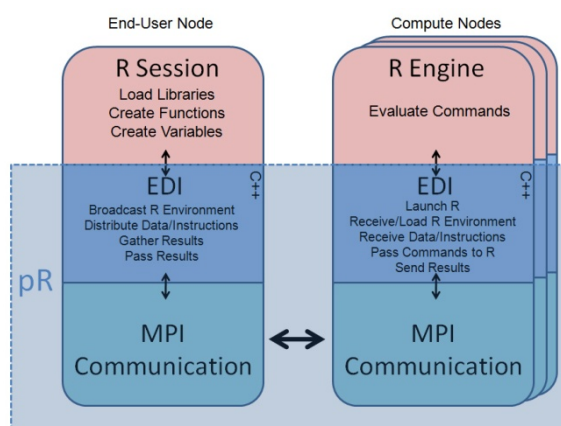 End-User Node
Compute Nodes
R Session
Load Libraries
Create Functions
Create Variables
R Engine
Evaluate Commands
EDI
C++
Broadcast R Environment
Distribute Data/Instructions
Gather Results
Pass Results
EDI
C++
Launch R
Receive/Load R Environment
Receive Data/Instructions
Pass Commands to R
Send Results
pR
MPI
Communication
MPI
Communication